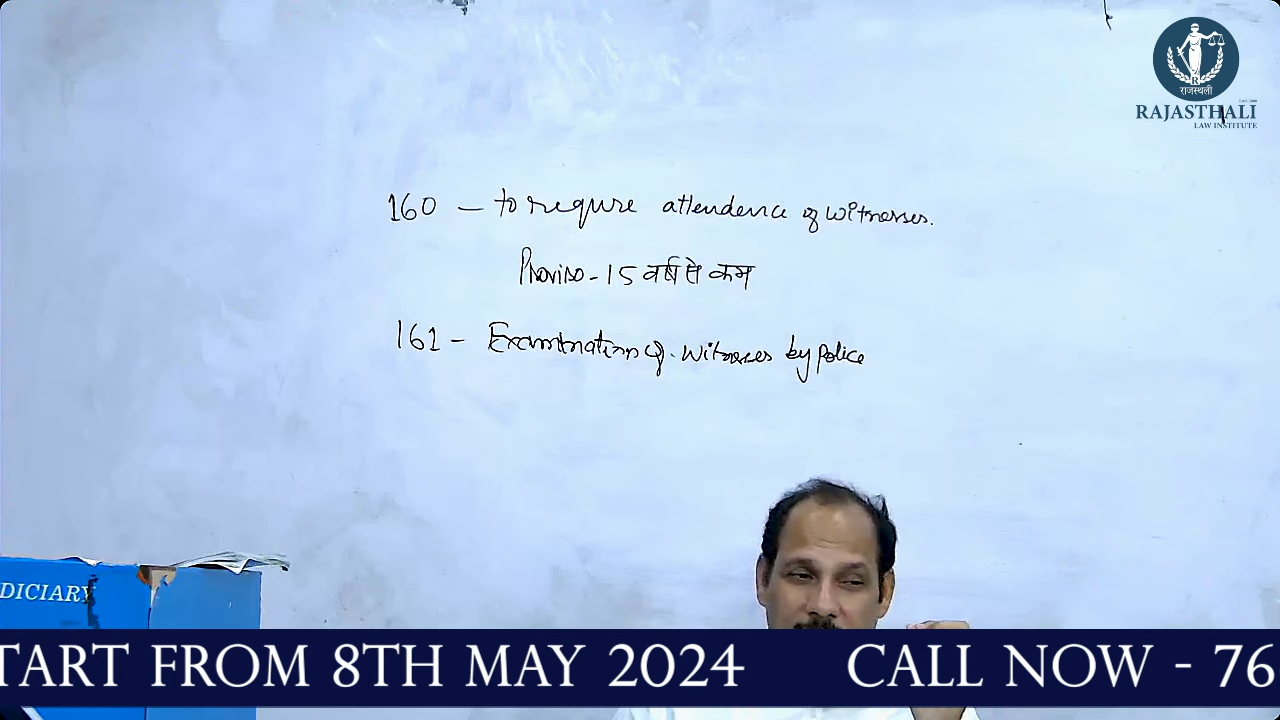 राजस्थली
RAJASTHALI
LAW INSTITUTE
160 – to requre attendence of witnesses.
Proviso - 15 वर्ष से कम
161 - Examination of witnesses by police
DICIARY
TART FROM 8TH MAY 2024 CALL NOW - 76